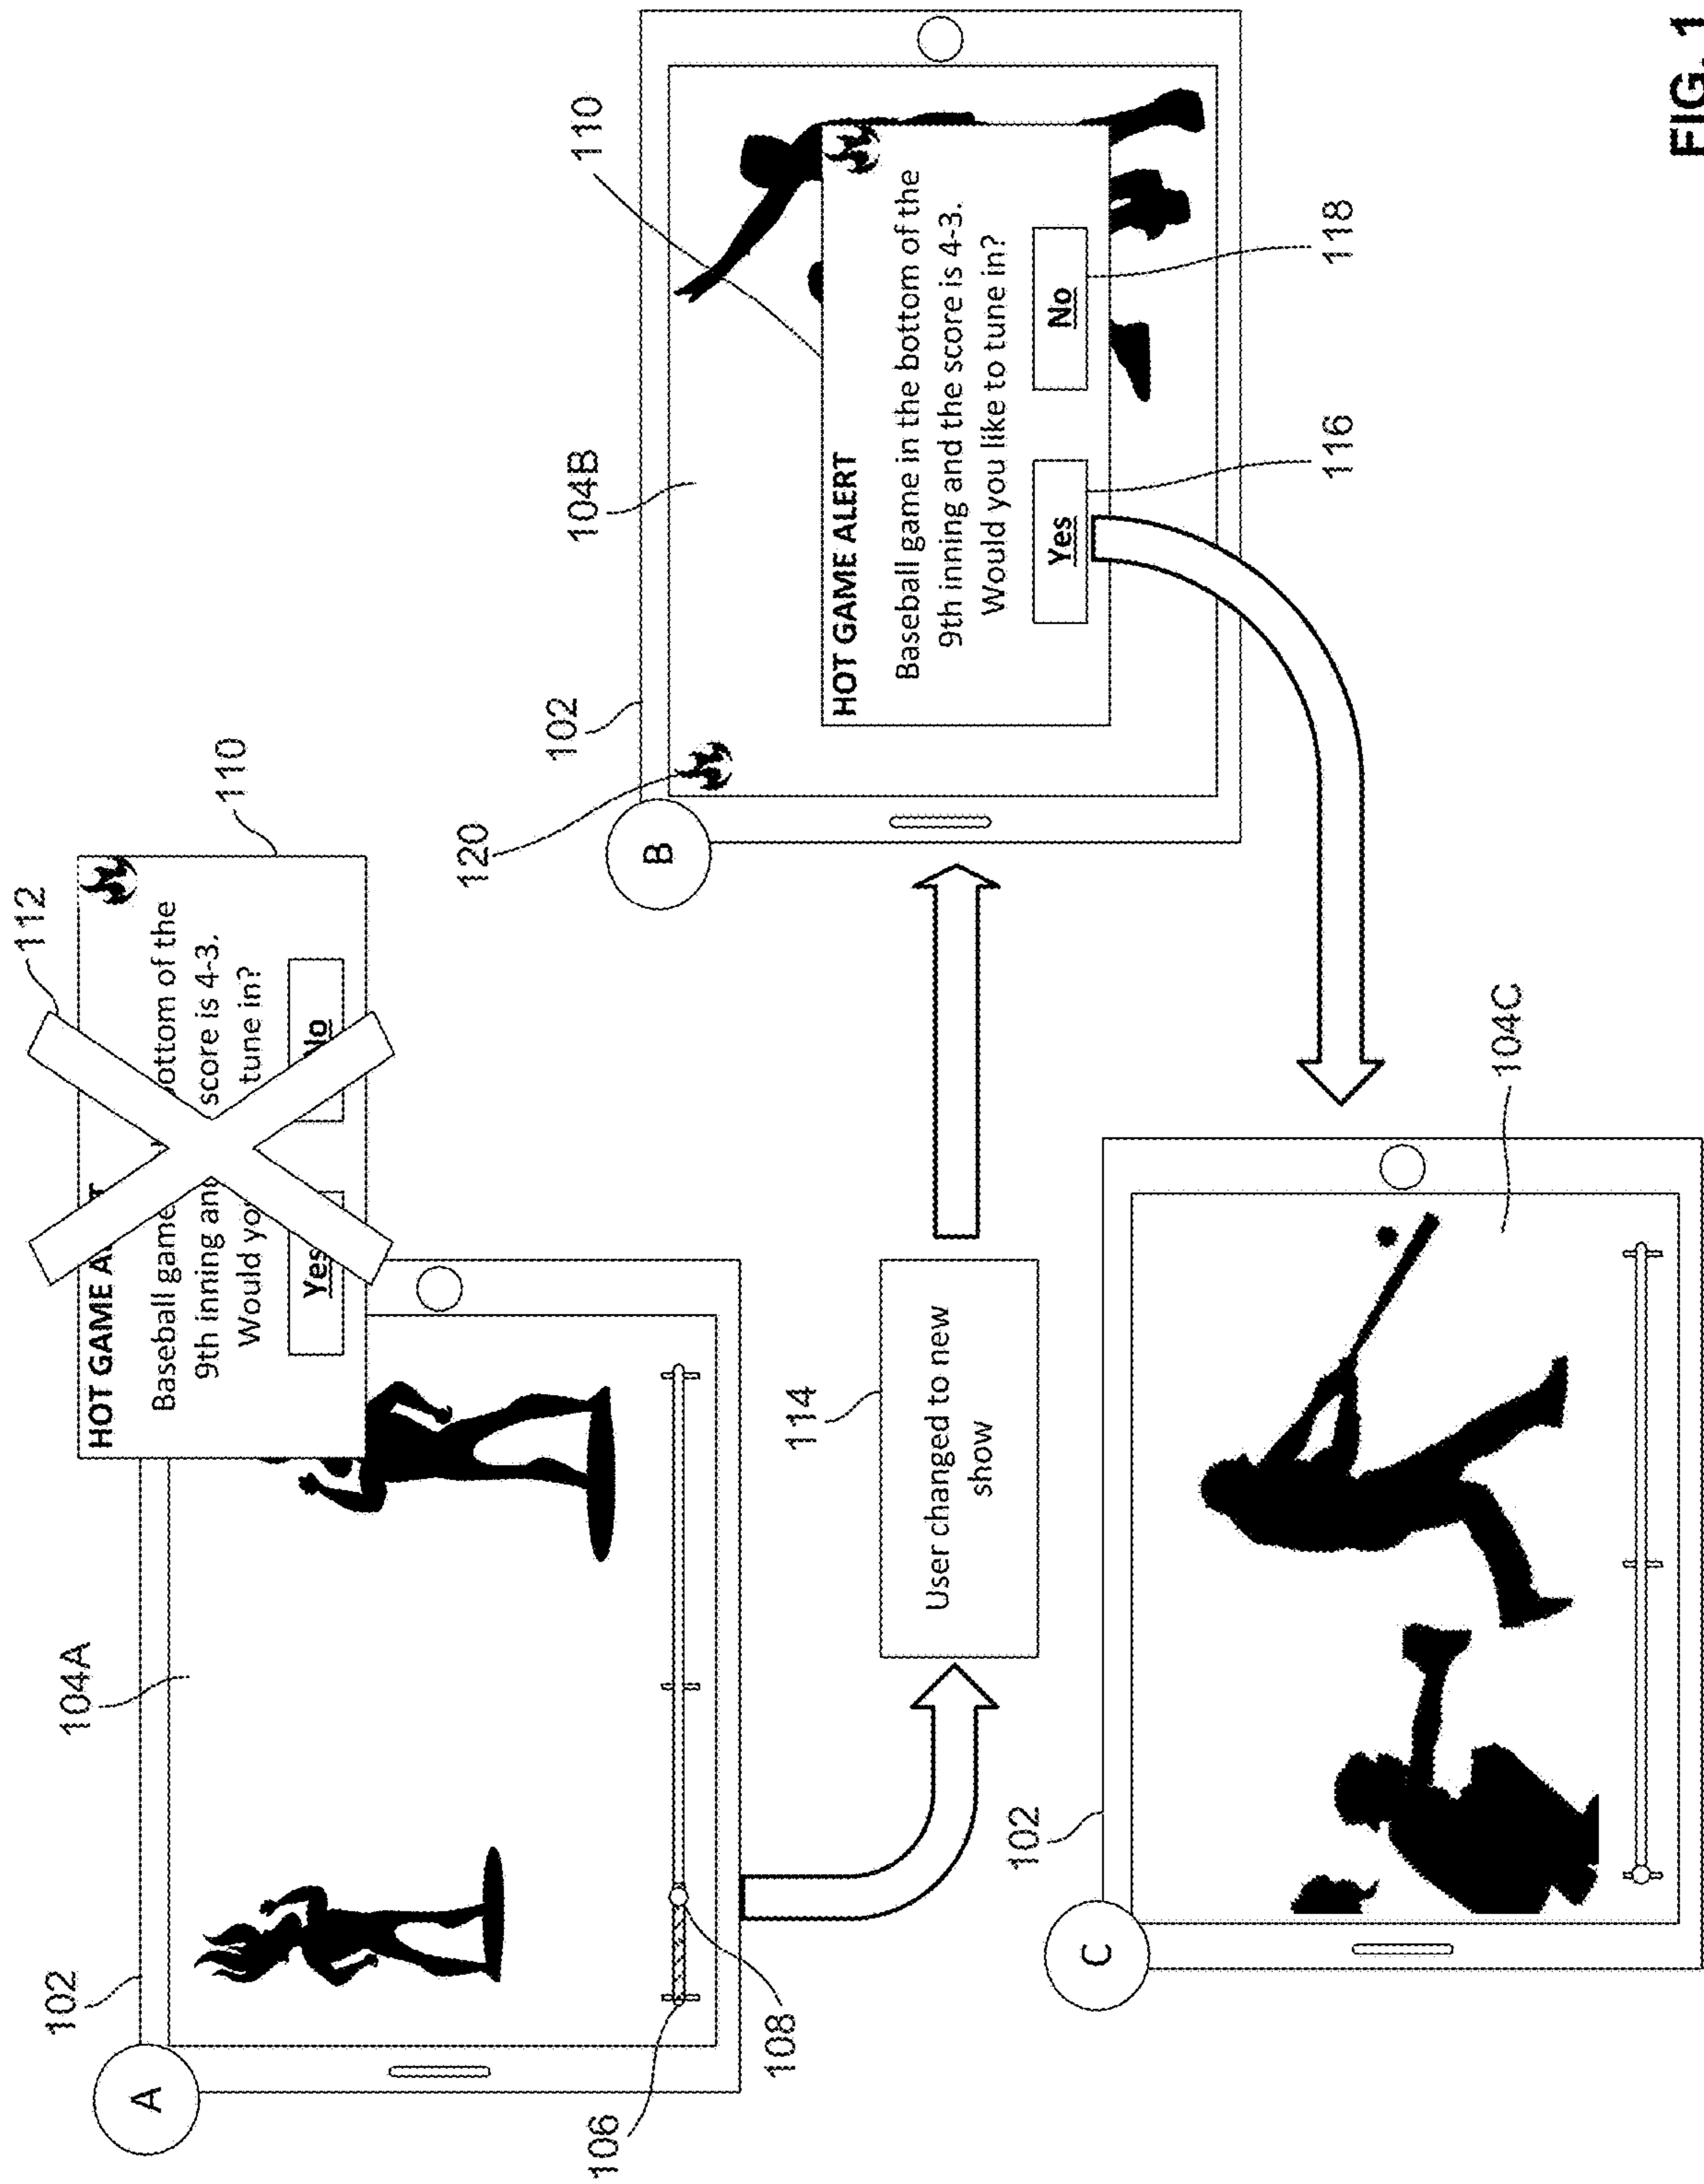 112
HOT GAME
Baseball game ottom of the
9th inning and score is 4-3.
Would tune in?
Yes
No
110
A
102
104A
106
108
114
User changed to new
show
B
120
102
104B
110
HOT GAME ALERT
Baseball game in the bottom of the
9th inning and the score is 4-3.
Would you like to tune in?
Yes
No
116
118
C
102
104C
FIG. 1